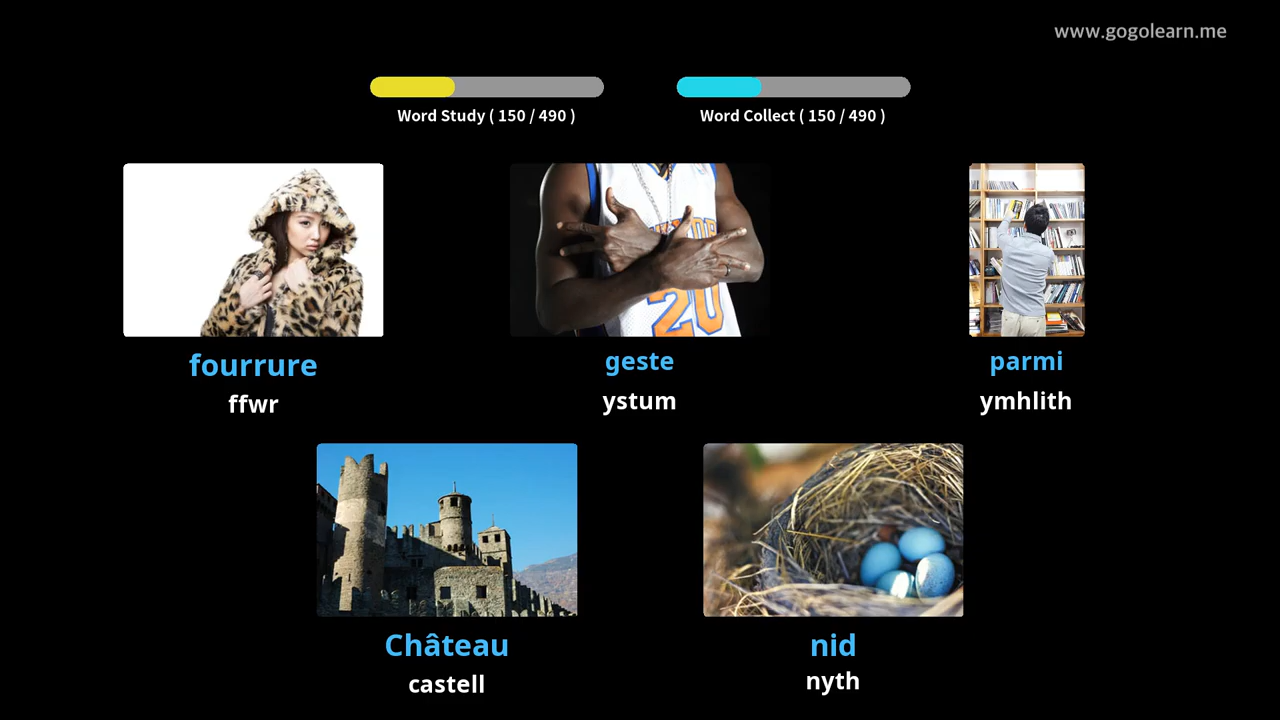 www.gogolearn.me
Word Study ( 150 / 490 )
Word Collect ( 150 / 490 )
fourrure
ffwr
geste
ystum
parmi
ymhlith
20
Château
castell
nid
nyth